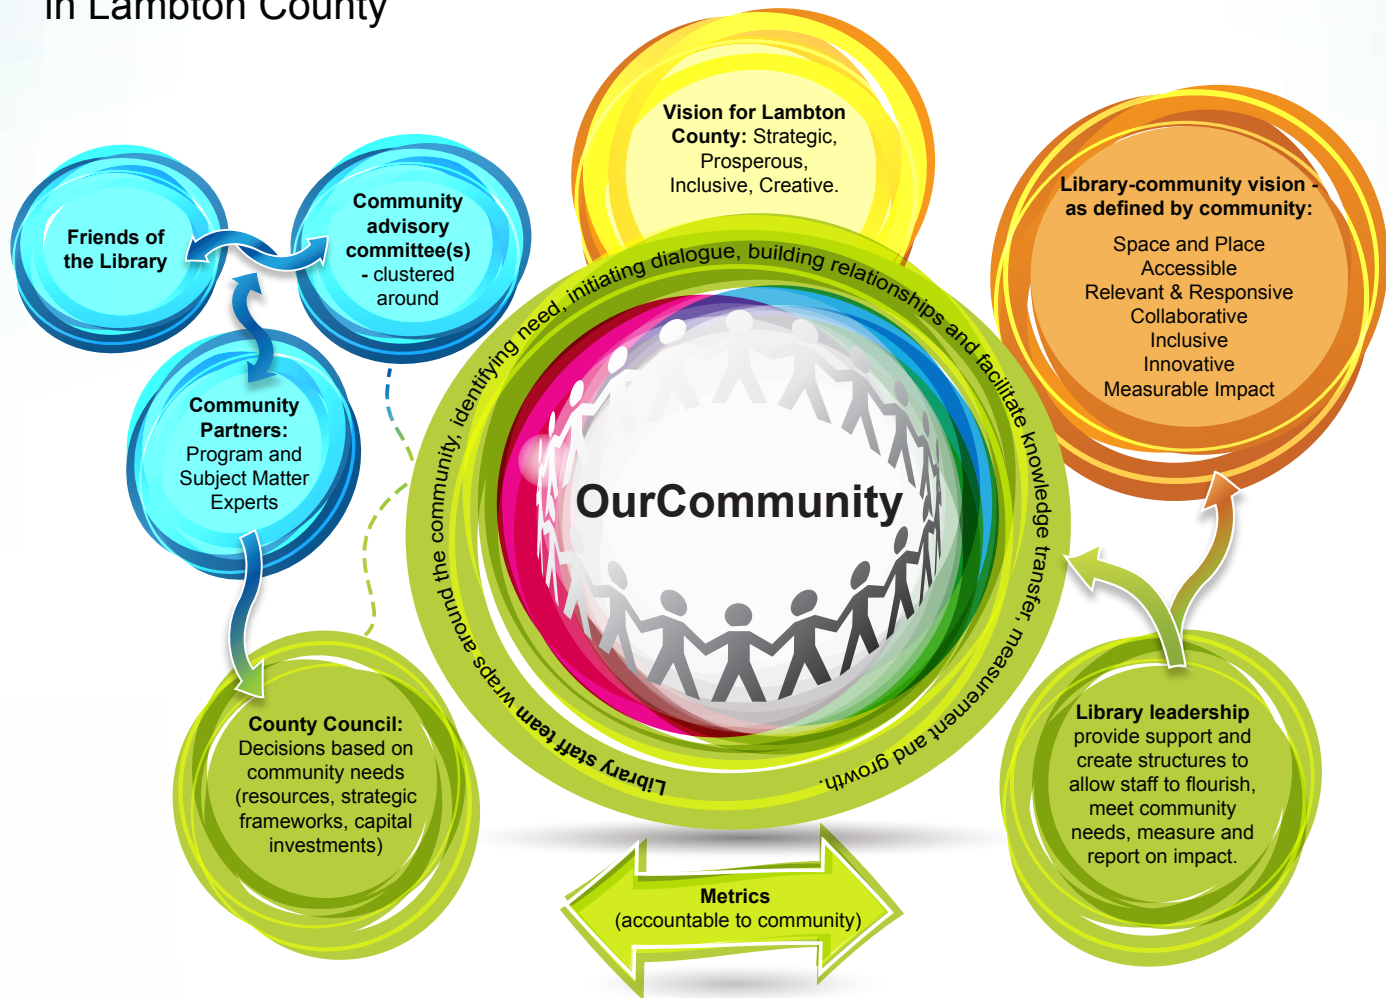 in Lambton County
Vision for Lambton
County: Strategic,
Prosperous,
Inclusive, Creative.
Library-community vision -
as defined by community:
Space and Place
Accessible
Relevant & Responsive
Collaborative
Inclusive
Innovative
Measurable Impact
Friends of
the Library
Community
advisory
committee(s)
- clustered
around
Community
Partners:
Program and
Subject Matter
Experts
Library staff team wraps around the community, identifying need, initiating dialogue, building relationships and facilitate knowledge transfer, measurement and growth.
OurCommunity
County Council:
Decisions based on
community needs
(resources, strategic
frameworks, capital
investments)
Library leadership
provide support and
create structures to
allow staff to flourish,
meet community
needs, measure and
report on impact.
Metrics
(accountable to community)